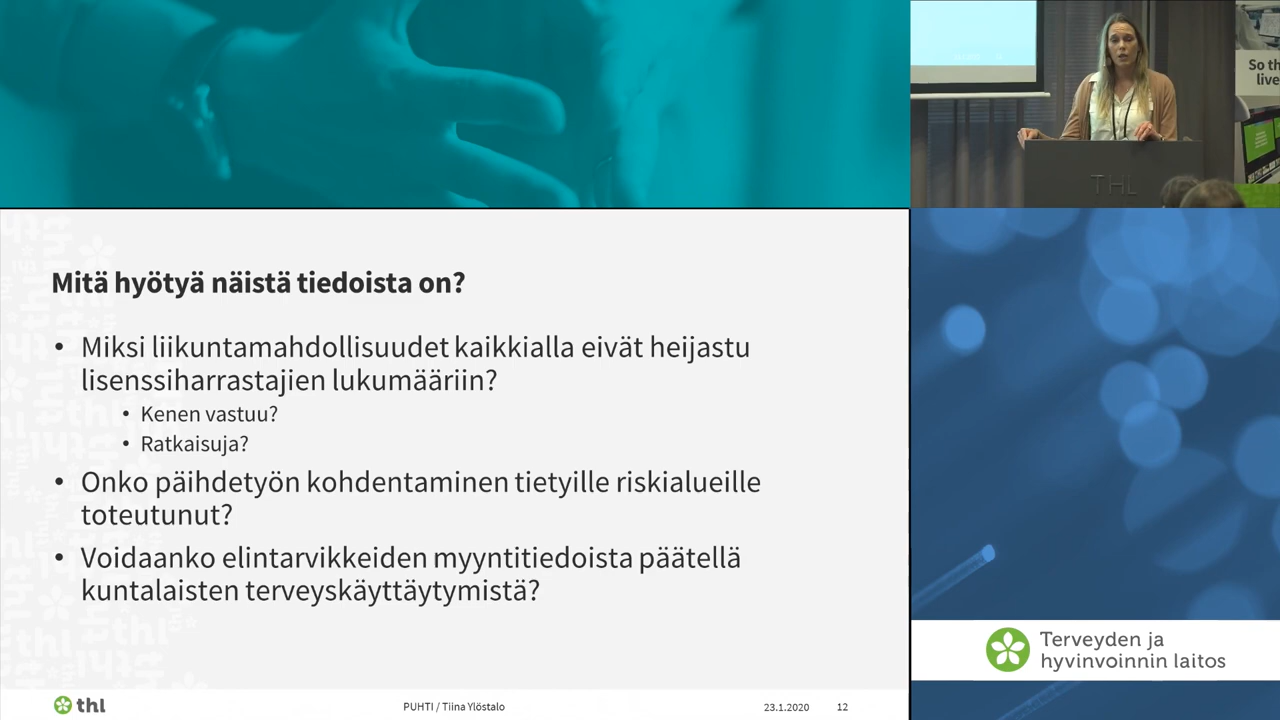 So th
live
THL
Mitä hyötyä näistä tiedoista on?
• Miksi liikuntamahdollisuudet kaikkialla eivät heijastu
lisenssiharrastajien lukumääriin?
• Kenen vastuu?
• Ratkaisuja?
• Onko päihdetyön kohdentaminen tietyille riskialueille
toteutunut?
• Voidaanko elintarvikkeiden myyntitiedoista päätellä
kuntalaisten terveyskäyttäytymistä?
Terveyden ja
hyvinvoinnin laitos
thl
PUHTI / Tiina Ylöstalo
23.1.2020
12